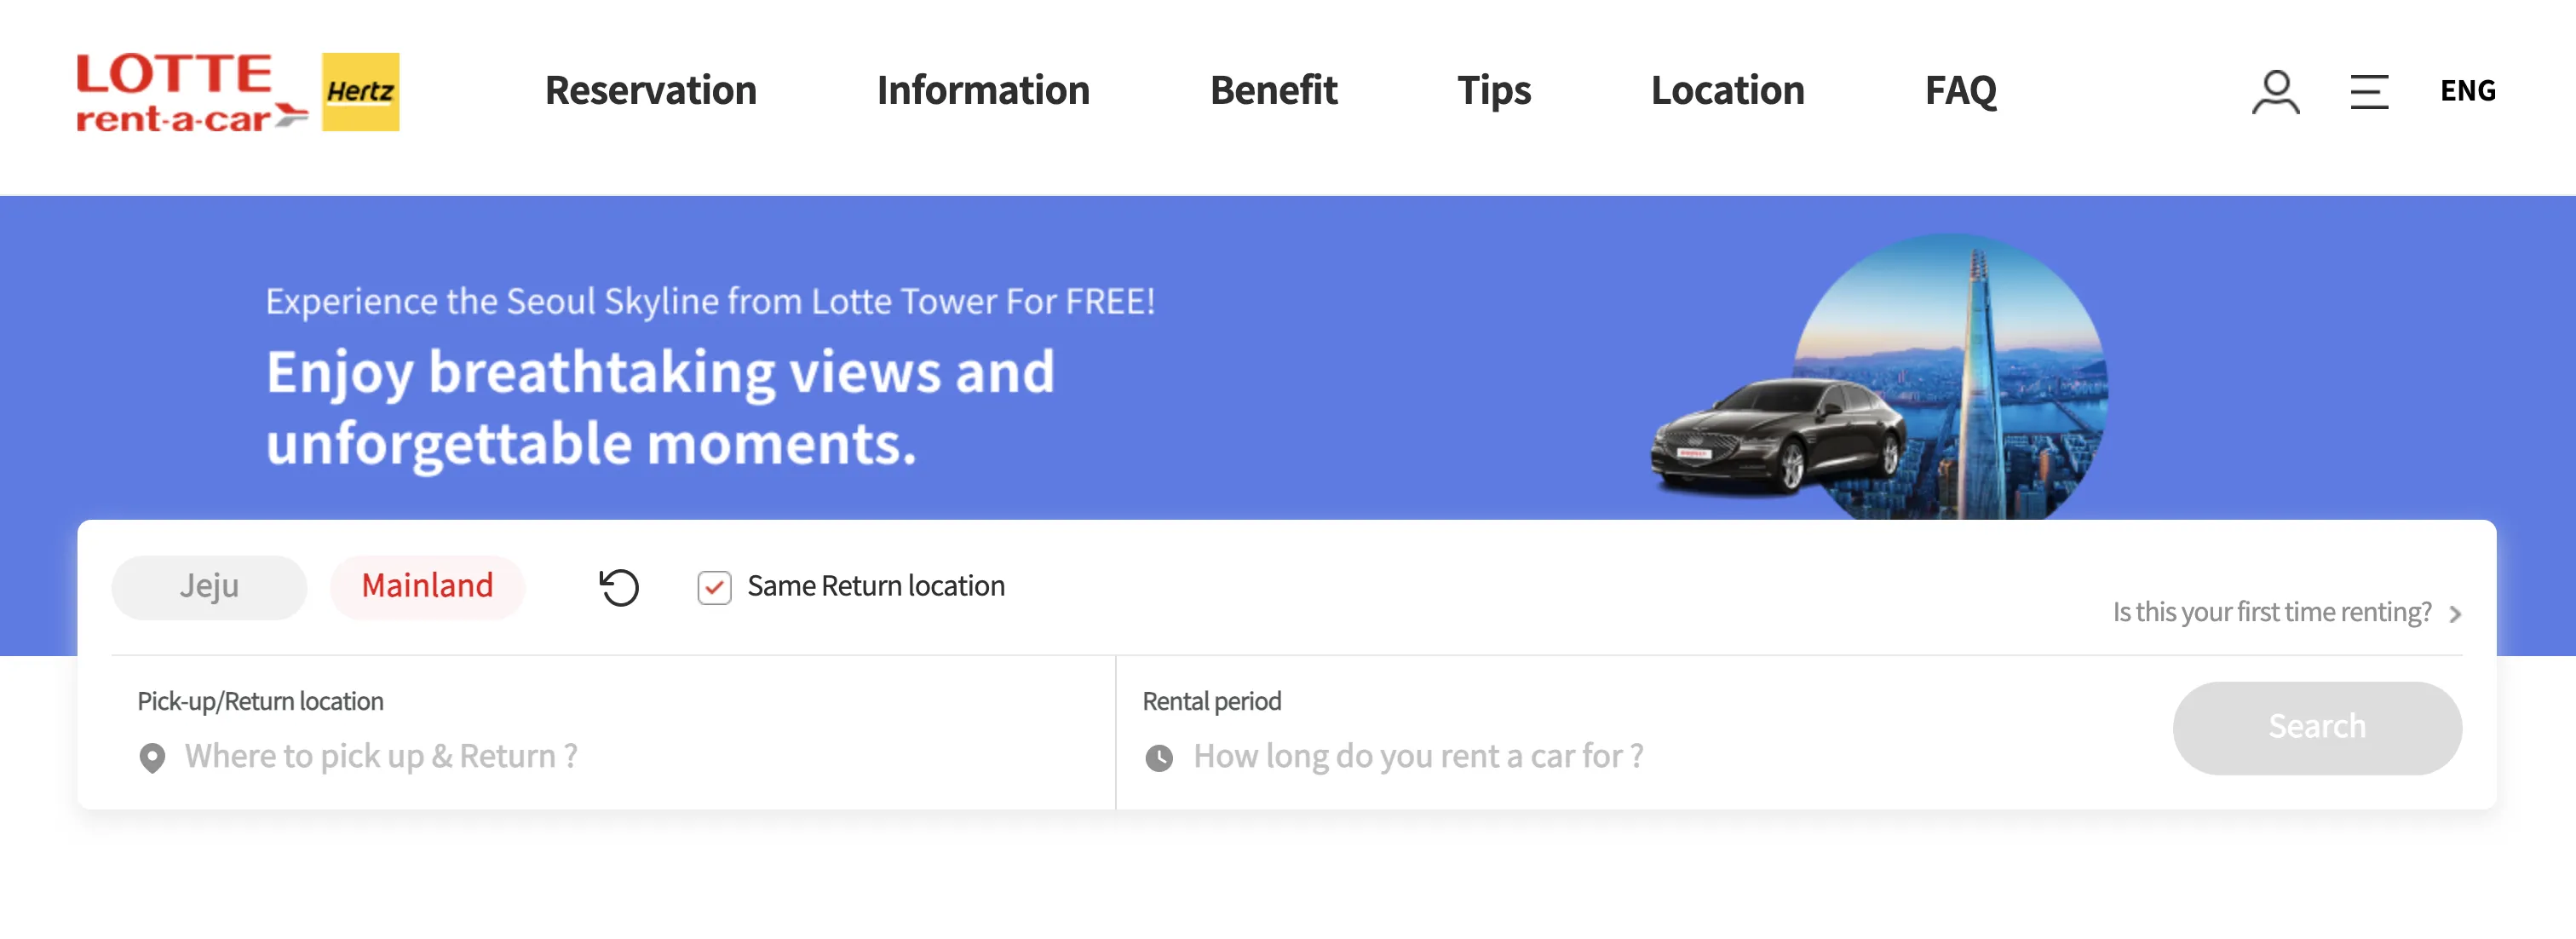 LOTTE
rent-a-car
Hertz
Reservation
Information
Benefit
Tips
Location
FAQ
ENG
Experience the Seoul Skyline from Lotte Tower For FREE!
Enjoy breathtaking views and
unforgettable moments.
Jeju
Mainland
Same Return location
Is this your first time renting?
Pick-up/Return location
Where to pick up & Return ?
Rental period
How long do you rent a car for ?
Search